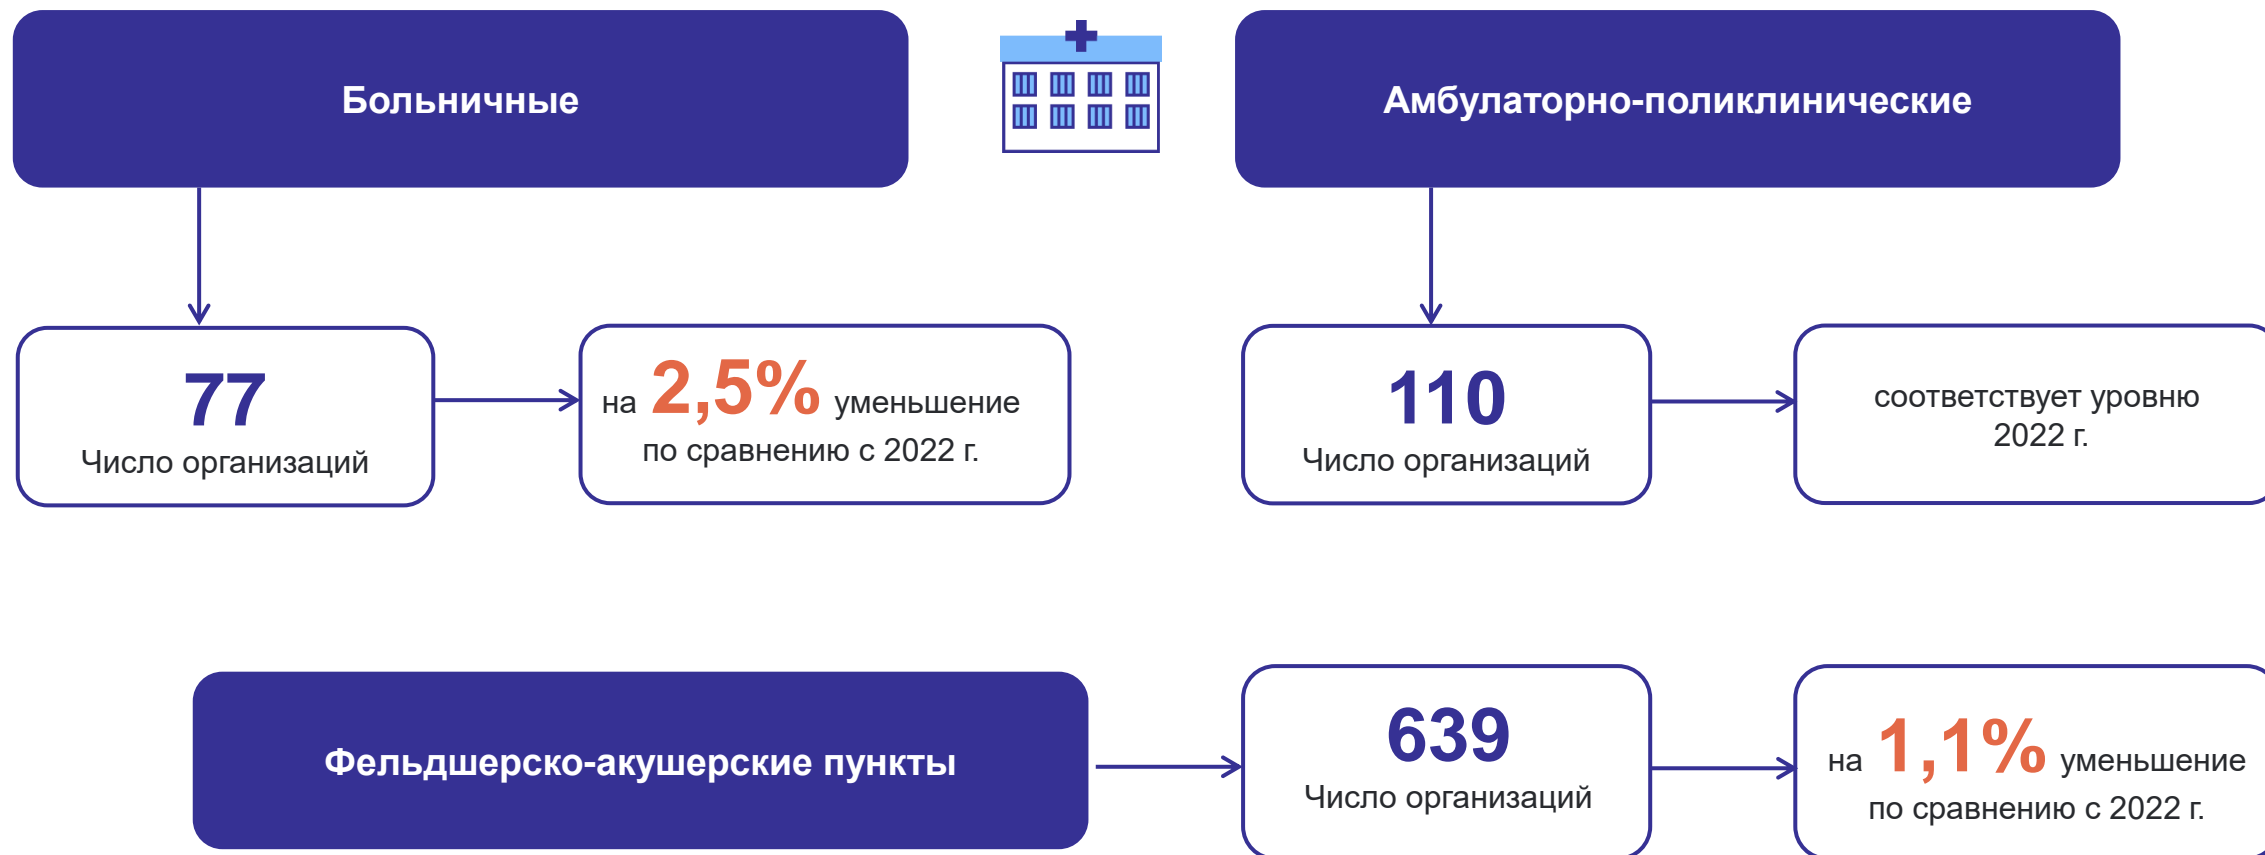 Больничные
Амбулаторно-поликлинические
77
Число организаций
на 2,5% уменьшение
по сравнению с 2022 г.
110
Число организаций
соответствует уровню
2022 г.
Фельдшерско-акушерские пункты
639
Число организаций
на 1,1% уменьшение
по сравнению с 2022 г.